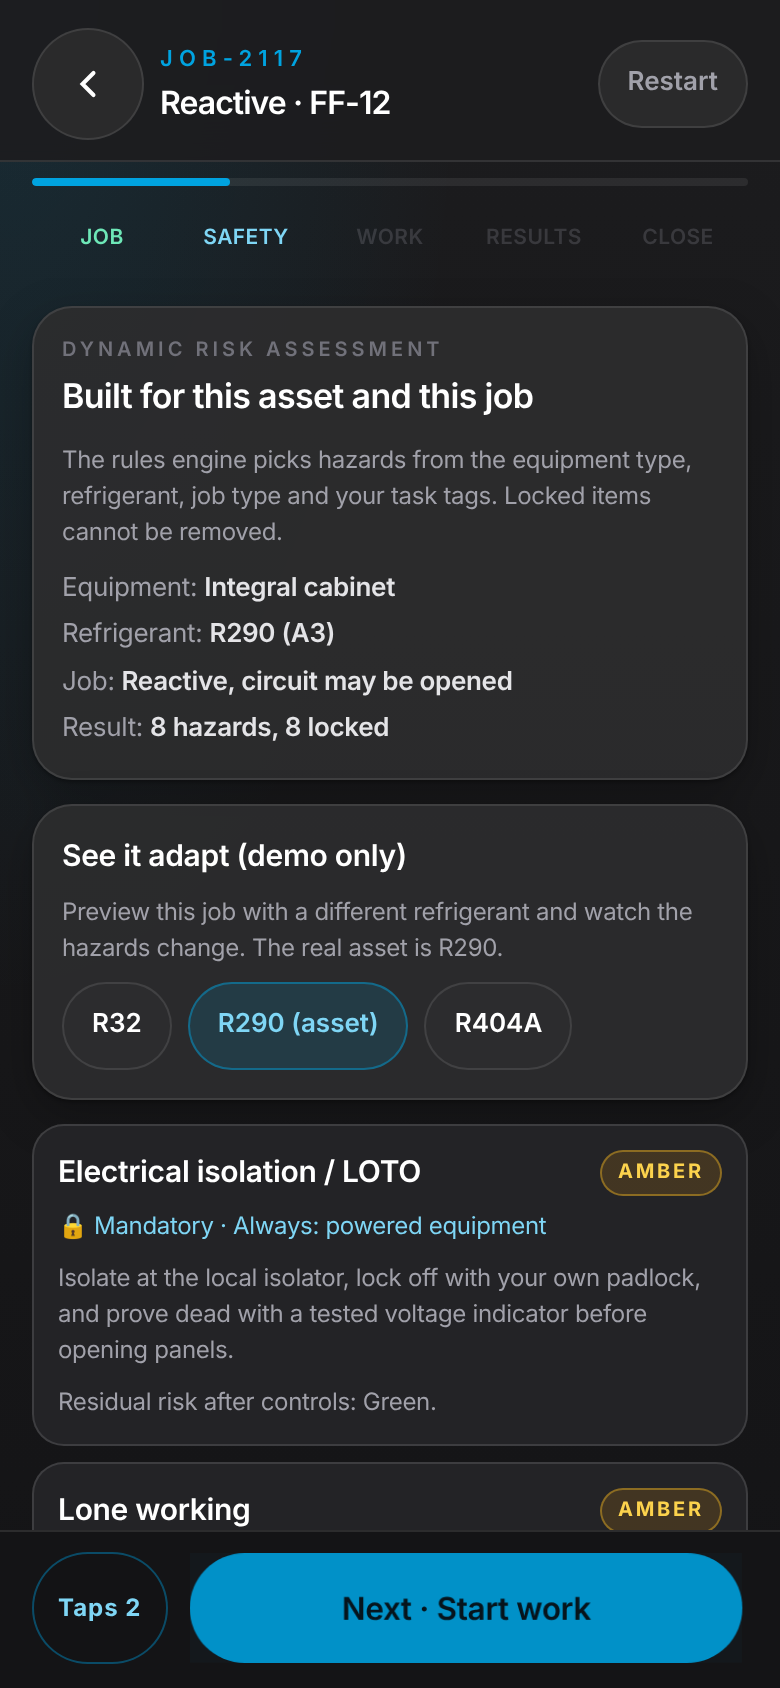 JOB-2117
Reactive · FF-12
Restart
JOB
SAFETY
WORK
RESULTS
CLOSE
DYNAMIC RISK ASSESSMENT
Built for this asset and this job
The rules engine picks hazards from the equipment type,
refrigerant, job type and your task tags. Locked items
cannot be removed.
Equipment: Integral cabinet
Refrigerant: R290 (A3)
Job: Reactive, circuit may be opened
Result: 8 hazards, 8 locked
See it adapt (demo only)
Preview this job with a different refrigerant and watch the
hazards change. The real asset is R290.
R32
R290 (asset)
R404A
Electrical isolation / LOTO
AMBER
🔒 Mandatory · Always: powered equipment
Isolate at the local isolator, lock off with your own padlock,
and prove dead with a tested voltage indicator before
opening panels.
Residual risk after controls: Green.
Lone working
AMBER
Taps 2
Next · Start work